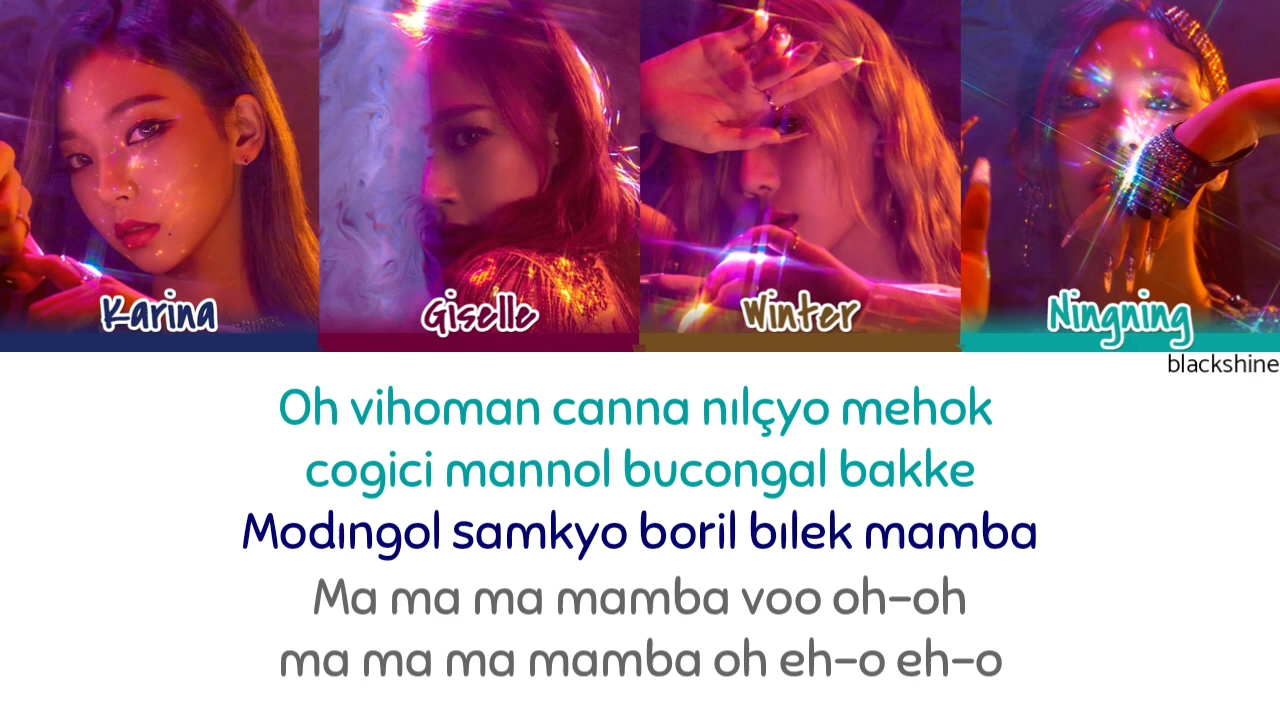 Karina
Giselle
Winter
Ningning
blackshine
Oh vihoman canna nılçyo mehok
cogici mannol bucongal bakke
Modıngol samkyo boril bılek mamba
Ma ma ma mamba voo oh-oh
ma ma ma mamba oh eh-o eh-o